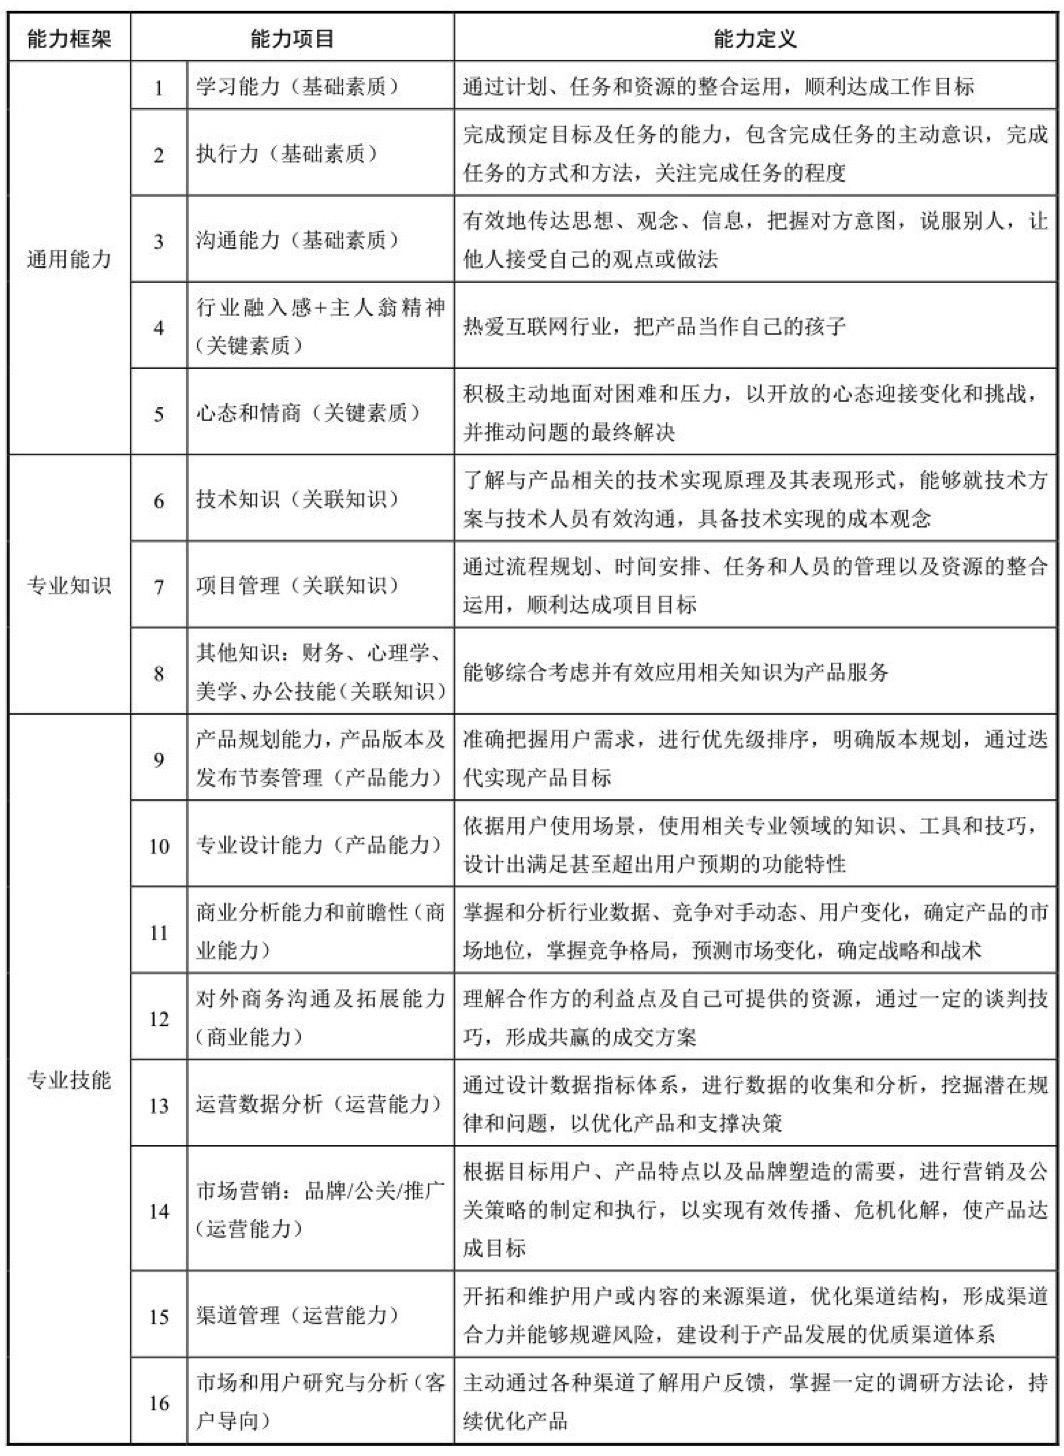 能力框架 能力项目 能力定义
通用能力
1 学习能力（基础素质） 通过计划、任务和资源的整合运用，顺利达成工作目标
2 执行力（基础素质）
完成预定目标及任务的能力，包含完成任务的主动意识，完成
任务的方式和方法，关注完成任务的程度
3 沟通能力（基础素质）
有效地传达思想、观念、信息，把握对方意图，说服别人，让
他人接受自己的观点或做法
4
行业融入感+主人翁精神
（关键素质）
热爱互联网行业，把产品当作自己的孩子
5 心态和情商（关键素质）
积极主动地面对困难和压力，以开放的心态迎接变化和挑战，
并推动问题的最终解决
专业知识
6 技术知识（关联知识）
了解与产品相关的技术实现原理及其表现形式，能够就技术方
案与技术人员有效沟通，具备技术实现的成本观念
7 项目管理（关联知识）
通过流程规划、时间安排、任务和人员的管理以及资源的整合
运用，顺利达成项目目标
8
其他知识：财务、心理学、
美学、办公技能（关联知识）
能够综合考虑并有效应用相关知识为产品服务
专业技能
9
产品规划能力，产品版本及
发布节奏管理（产品能力）
准确把握用户需求，进行优先级排序，明确版本规划，通过迭
代实现产品目标
10 专业设计能力（产品能力）
依据用户使用场景，使用相关专业领域的知识、工具和技巧，
设计出满足甚至超出用户预期的功能特性
11
商业分析能力和前瞻性（商
业能力）
掌握和分析行业数据、竞争对手动态、用户变化，确定产品的市
场地位，掌握竞争格局，预测市场变化，确定战略和战术
12
对外商务沟通及拓展能力
（商业能力）
理解合作方的利益点及自己可提供的资源，通过一定的谈判技
巧，形成共赢的成交方案
13 运营数据分析（运营能力）
通过设计数据指标体系，进行数据的收集和分析，挖掘潜在规
律和问题，以优化产品和支撑决策
14
市场营销：品牌/公关/推广
（运营能力）
根据目标用户、产品特点以及品牌塑造的需要，进行营销及公
关策略的制定和执行，以实现有效传播、危机化解，使产品达
成目标
15 渠道管理（运营能力）
开拓和维护用户或内容的来源渠道，优化渠道结构，形成渠道
合力并能够规避风险，建设利于产品发展的优质渠道体系
16
市场和用户研究与分析（客
户导向）
主动通过各种渠道了解用户反馈，掌握一定的调研方法论，持
续优化产品